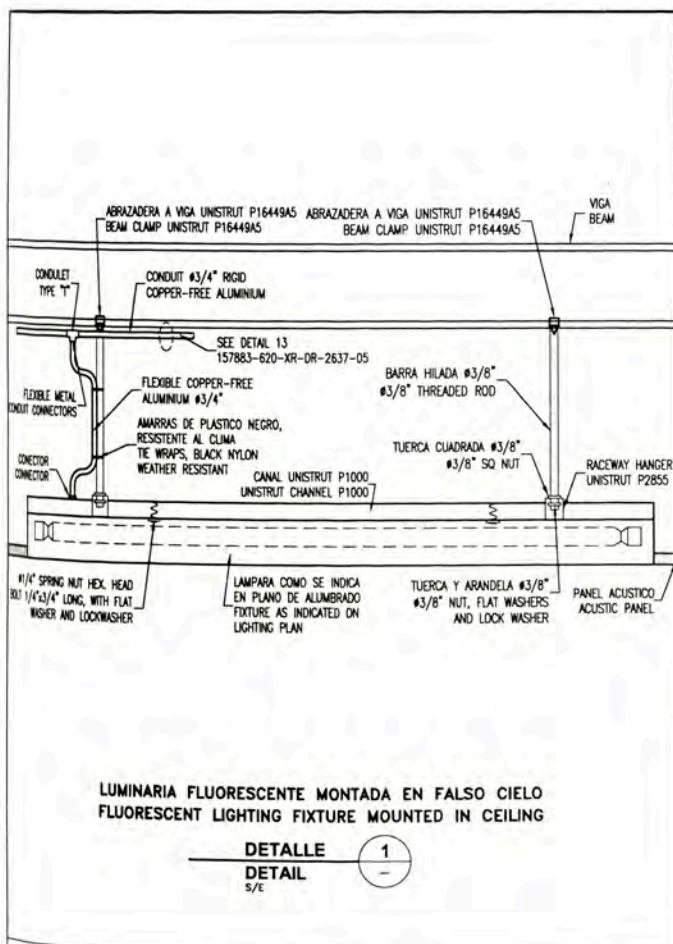 ABRAZADERA A VIGA UNISTRUT P16449A5
BEAM CLAMP UNISTRUT P16449A5
ABRAZADERA A VIGA UNISTRUT P16449A5
BEAM CLAMP UNISTRUT P16449A5
VIGA
BEAM
CONDULET
TYPE "T"
CONDUIT ø3/4" RIGID
COPPER-FREE ALUMINIUM
SEE DETAIL 13
157883-620-XR-DR-2637-05
FLEXIBLE METAL
CONDUIT CONNECTORS
FLEXIBLE COPPER-FREE
ALUMINIUM ø3/4"
BARRA HILADA ø3/8"
ø3/8" THREADED ROD
AMARRAS DE PLASTICO NEGRO,
RESISTENTE AL CLIMA
TIE WRAPS, BLACK NYLON
WEATHER RESISTANT
CONECTOR
CONNECTOR
TUERCA CUADRADA ø3/8"
ø3/8" SQ NUT
CANAL UNISTRUT P1000
UNISTRUT CHANNEL P1000
RACEWAY HANGER
UNISTRUT P2855
ø1/4" SPRING NUT HEX. HEAD
BOLT 1/4"x3/4" LONG, WITH FLAT
WASHER AND LOCKWASHER
LAMPARA COMO SE INDICA
EN PLANO DE ALUMBRADO
FIXTURE AS INDICATED ON
LIGHTING PLAN
TUERCA Y ARANDELA ø3/8"
ø3/8" NUT, FLAT WASHERS
AND LOCK WASHER
PANEL ACUSTICO
ACUSTIC PANEL
LUMINARIA FLUORESCENTE MONTADA EN FALSO CIELO
FLUORESCENT LIGHTING FIXTURE MOUNTED IN CEILING
DETALLE 1
DETAIL –
S/E